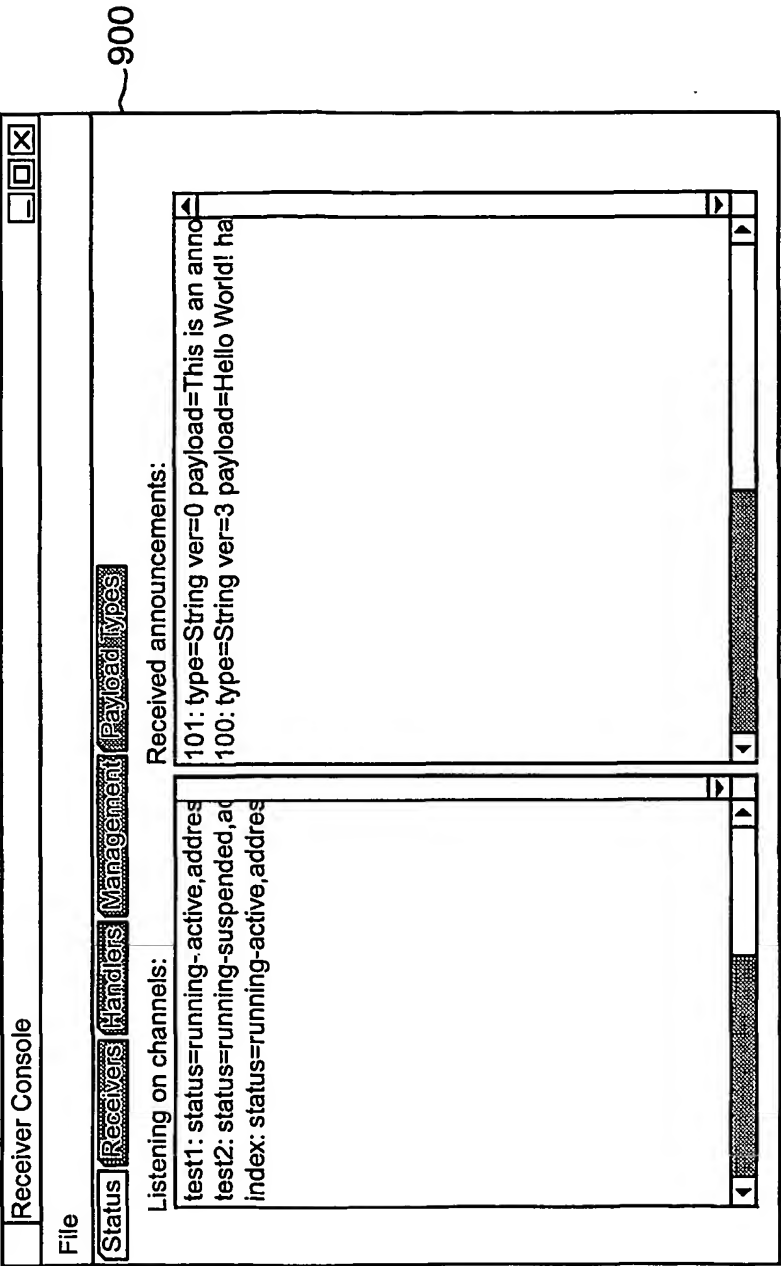 Receiver Console
File
Status Receivers Handlers Management Payload Types
Listening on channels:
test1: status=running-.active,addres
test2: status=running-suspended,ac
index: status=running-active,addres
Received announcements:
101: type=String ver=0 payload=This is an anno
100: type=String ver=3 payload=Hello World! ha
900